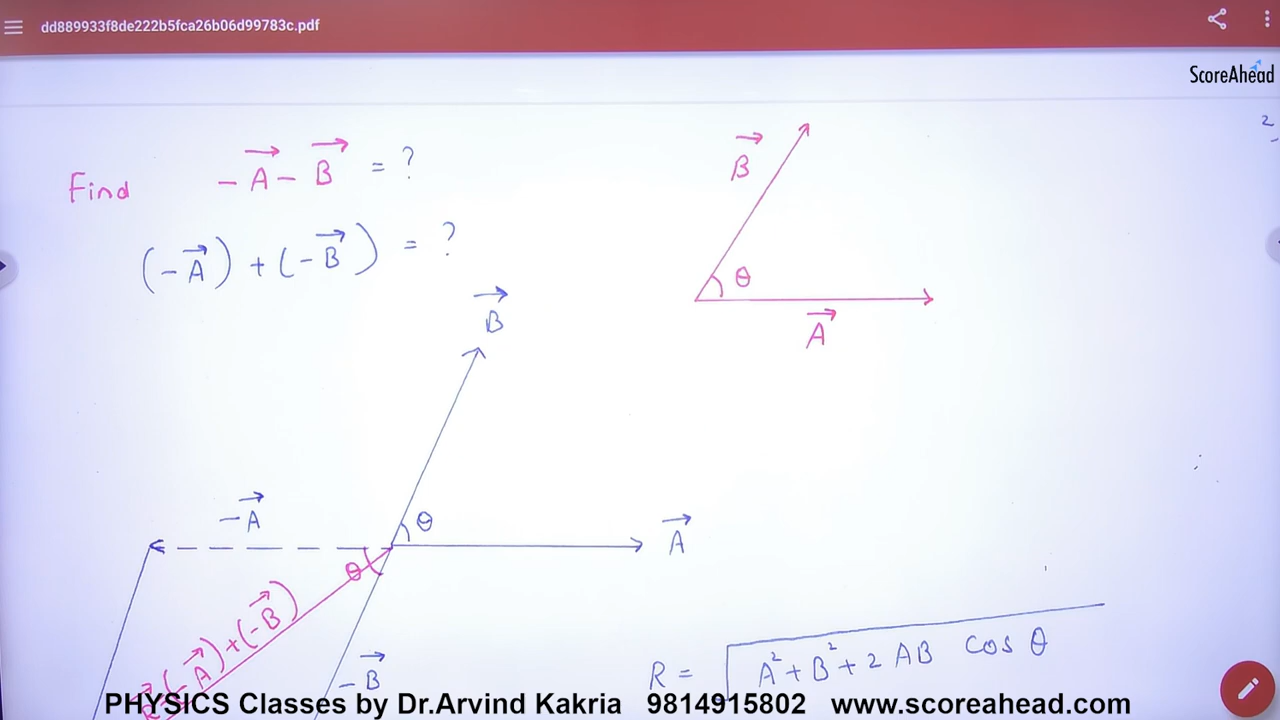 dd889933f8de222b5fca26b06d99783c.pdf
ScoreAhead
2
Find -A⃗ - B⃗ = ?
(-A⃗) + (-B⃗) = ?
B⃗
θ
A⃗
B⃗
-A⃗
θ
A⃗
θ
R⃗ = (-A⃗) + (-B⃗)
-B⃗
R = √(A² + B² + 2 AB cos θ)
PHYSICS Classes by Dr.Arvind Kakria 9814915802 www.scoreahead.com